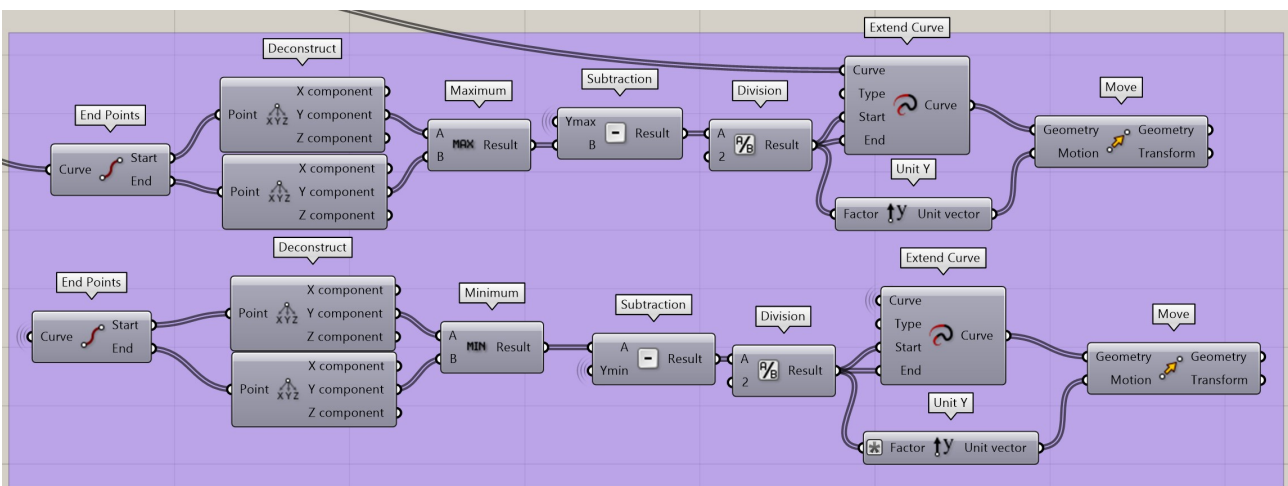 Extend Curve
Deconstruct
Subtraction
Maximum
Division
Move
End Points
X component
Point XYZ Y component
Z component
Curve
Type
Start
End
Curve
Ymax
B
Result
A
B
MAX Result
A
2
A/B Result
Geometry Geometry
Motion Transform
Curve
Start
End
X component
Point XYZ Y component
Z component
Unit Y
Factor y Unit vector
Deconstruct
Extend Curve
End Points
Minimum
Subtraction
Division
Move
X component
Point XYZ Y component
Z component
Curve
Type
Start
End
Curve
Curve
Start
End
A
B
MIN Result
A
Ymin
Result
A
2
A/B Result
Geometry Geometry
Motion Transform
X component
Point XYZ Y component
Z component
Unit Y
Factor y Unit vector